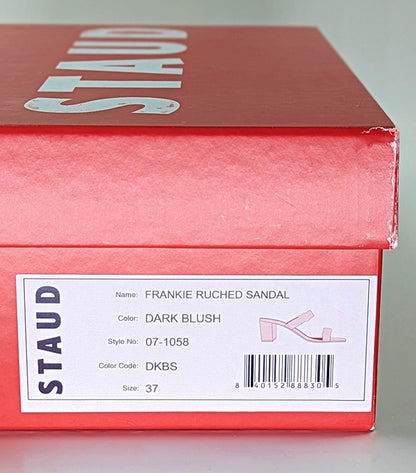 STAUD
STAUD
Name: FRANKIE RUCHED SANDAL
Color: DARK BLUSH
Style No: 07-1058
Color Code: DKBS
Size: 37
8 40152 88830 5